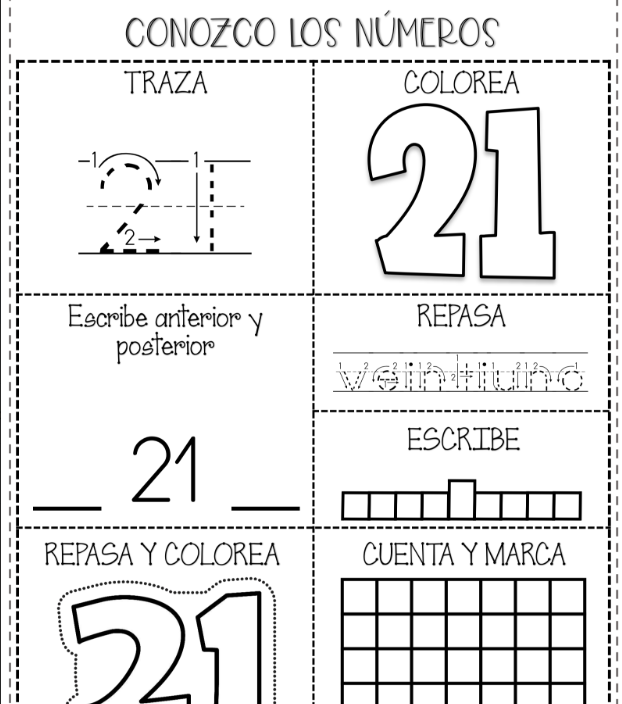 CONOZCO LOS NÚMEROS
TRAZA
COLOREA
1 1
2
21
21
Escribe anterior y
posterior
REPASA
veintiuno
21
ESCRIBE
REPASA Y COLOREA
CUENTA Y MARCA
21